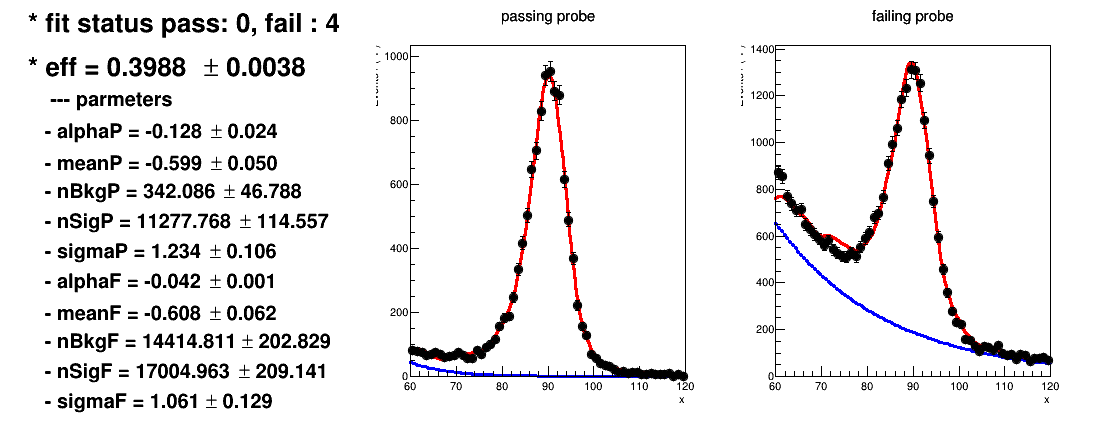 * fit status pass: 0, fail : 4
* eff = 0.3988 ± 0.0038
--- parmeters
- alphaP = -0.128 ± 0.024
- meanP = -0.599 ± 0.050
- nBkgP = 342.086 ± 46.788
- nSigP = 11277.768 ± 114.557
- sigmaP = 1.234 ± 0.106
- alphaF = -0.042 ± 0.001
- meanF = -0.608 ± 0.062
- nBkgF = 14414.811 ± 202.829
- nSigF = 17004.963 ± 209.141
- sigmaF = 1.061 ± 0.129
passing probe
1000
800
600
400
200
0
60 70 80 90 100 110 120
x
failing probe
1400
1200
1000
800
600
400
200
0
60 70 80 90 100 110 120
x